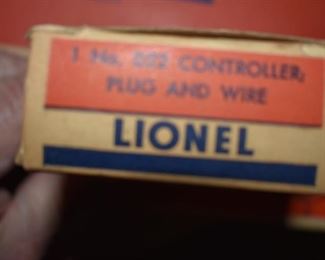 1 No. 022 CONTROLLER,
PLUG AND WIRE
LIONEL